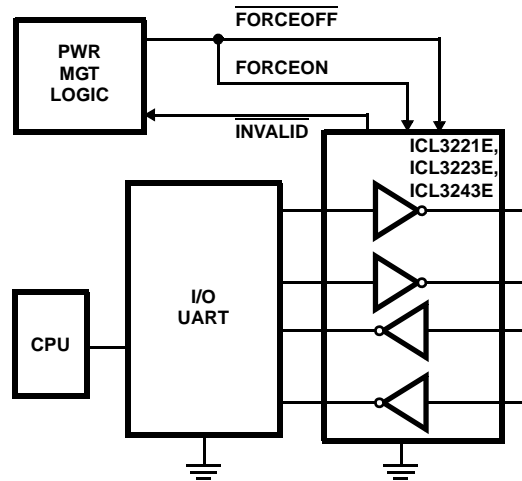 FORCEOFF
PWR
MGT
LOGIC
FORCEON
INVALID
ICL3221E,
ICL3223E,
ICL3243E
I/O
UART
CPU